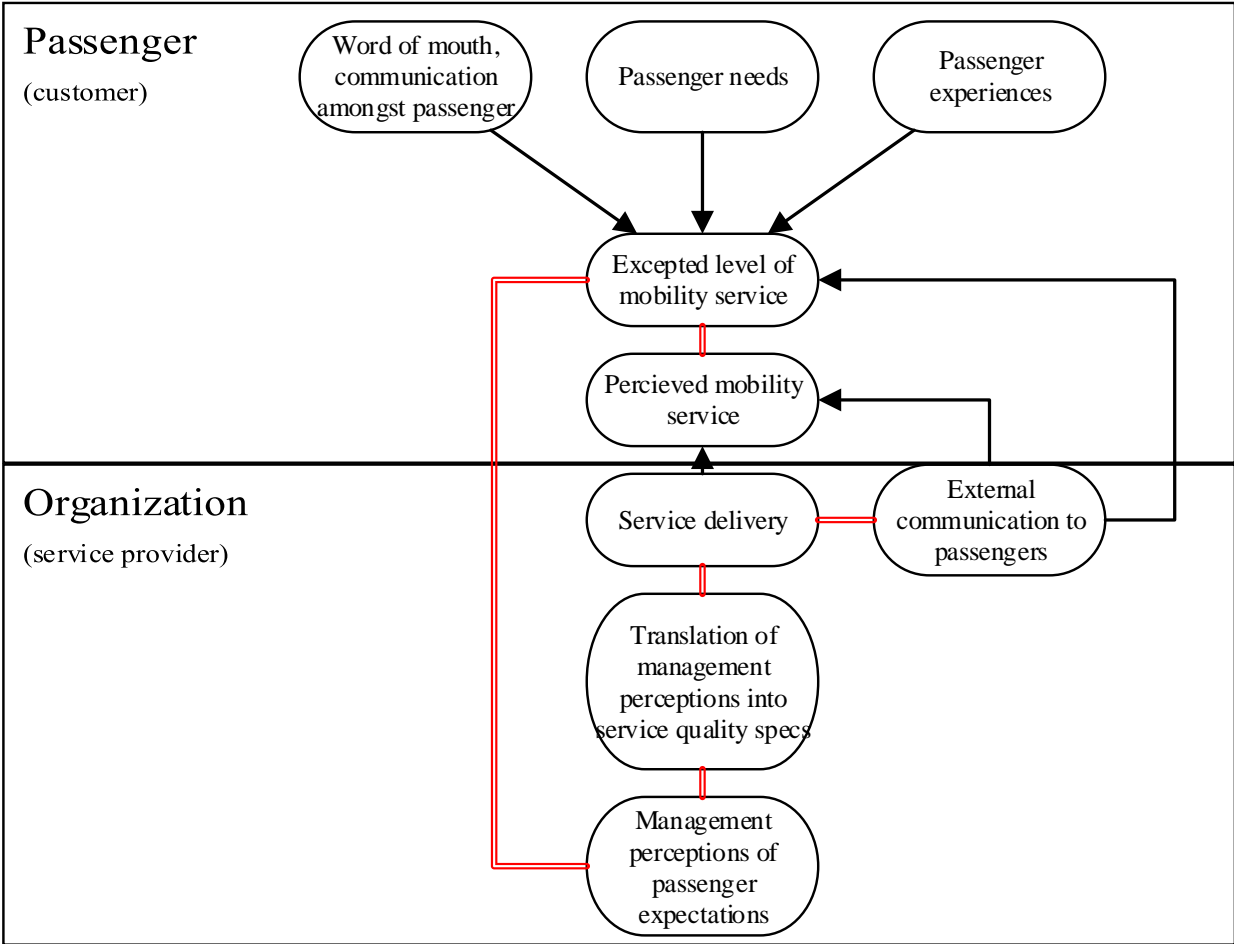 Passenger
(customer)
Word of mouth,
communication
amongst passenger
Passenger needs
Passenger
experiences
Excepted level of
mobility service
Percieved mobility
service
Organization
(service provider)
Service delivery
External
communication to
passengers
Translation of
management
perceptions into
service quality specs
Management
perceptions of
passenger
expectations